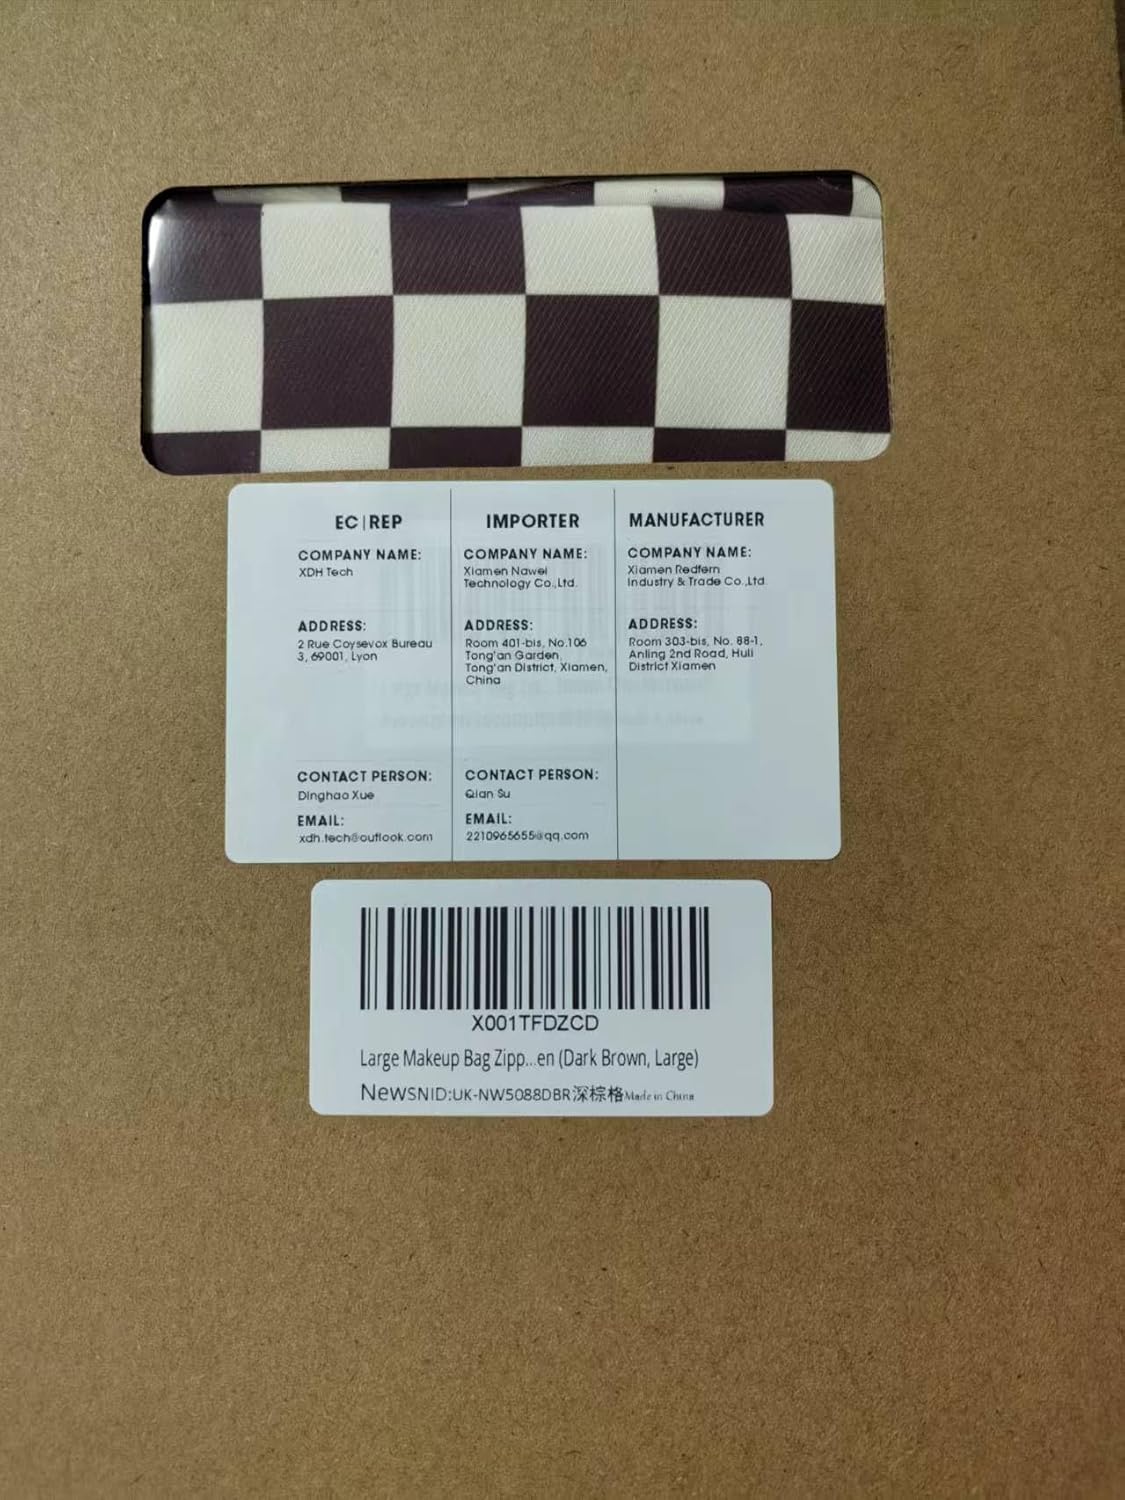 EC|REP
COMPANY NAME:
XDH Tech
ADDRESS:
2 Rue Coysevox Bureau
3, 69001, Lyon
CONTACT PERSON:
Dinghao Xue
EMAIL:
xdh.tech@outlook.com
IMPORTER
COMPANY NAME:
Xiamen Nawei
Technology Co.,Ltd.
ADDRESS:
Room 401-bis, No.106
Tong'an Garden,
Tong'an District, Xiamen,
China
CONTACT PERSON:
Qian Su
EMAIL:
2210965655@qq.com
MANUFACTURER
COMPANY NAME:
Xiamen Redfern
Industry & Trade Co.,Ltd.
ADDRESS:
Room 303-bis, No. 88-1,
Anling 2nd Road, Huli
District Xiamen
X001TFDZCD
Large Makeup Bag Zipp...en (Dark Brown, Large)
NewSNID:UK-NW5088DBR深棕格Made in China